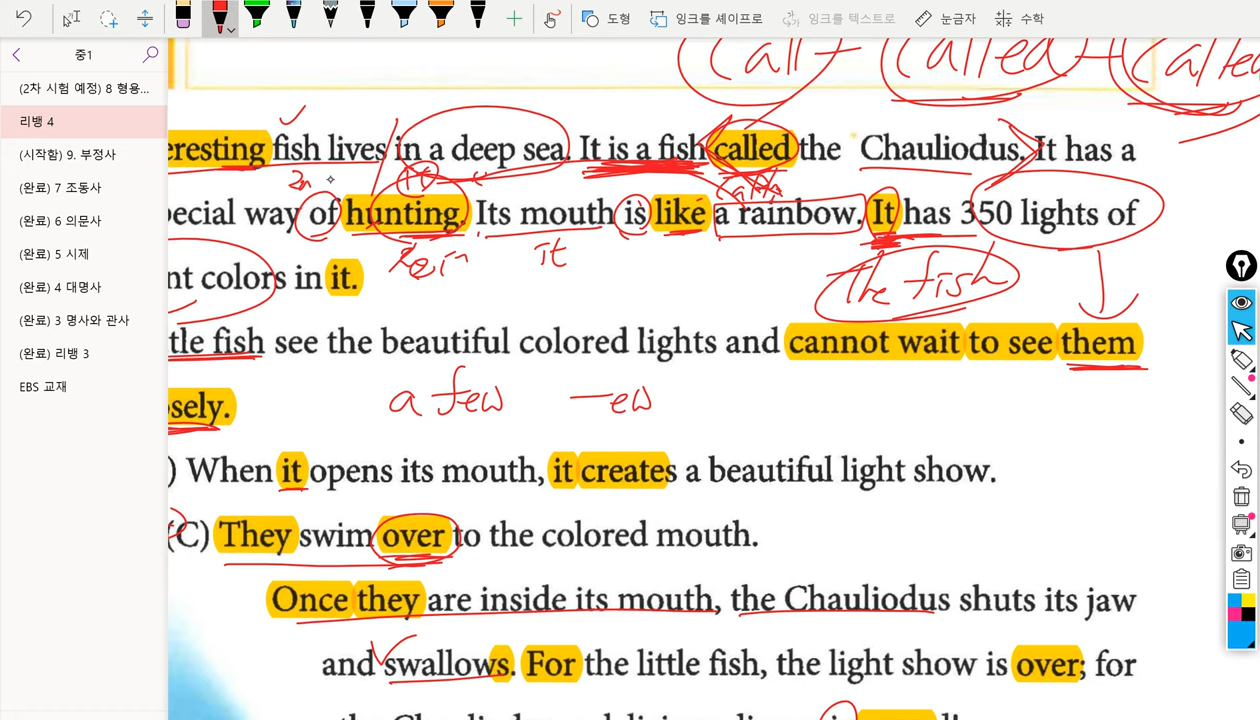 도형
잉크를 셰이프로
잉크를 텍스트로
눈금자
수학
중1
(2차 시험 예정) 8 형용...
리뱅 4
(시작함) 9. 부정사
(완료) 7 조동사
(완료) 6 의문사
(완료) 5 시제
(완료) 4 대명사
(완료) 3 명사와 관사
(완료) 리뱅 3
EBS 교재
Call - Called - Called
eresting fish lives in a deep sea. It is a fish called the Chauliodus. It has a
pecial way of hunting. Its mouth is like a rainbow. It has 350 lights of
it
the fish
nt colors in it.
tle fish see the beautiful colored lights and cannot wait to see them
a few -ew
osely.
) When it opens its mouth, it creates a beautiful light show.
(C) They swim over to the colored mouth.
Once they are inside its mouth, the Chauliodus shuts its jaw
and swallows. For the little fish, the light show is over; for